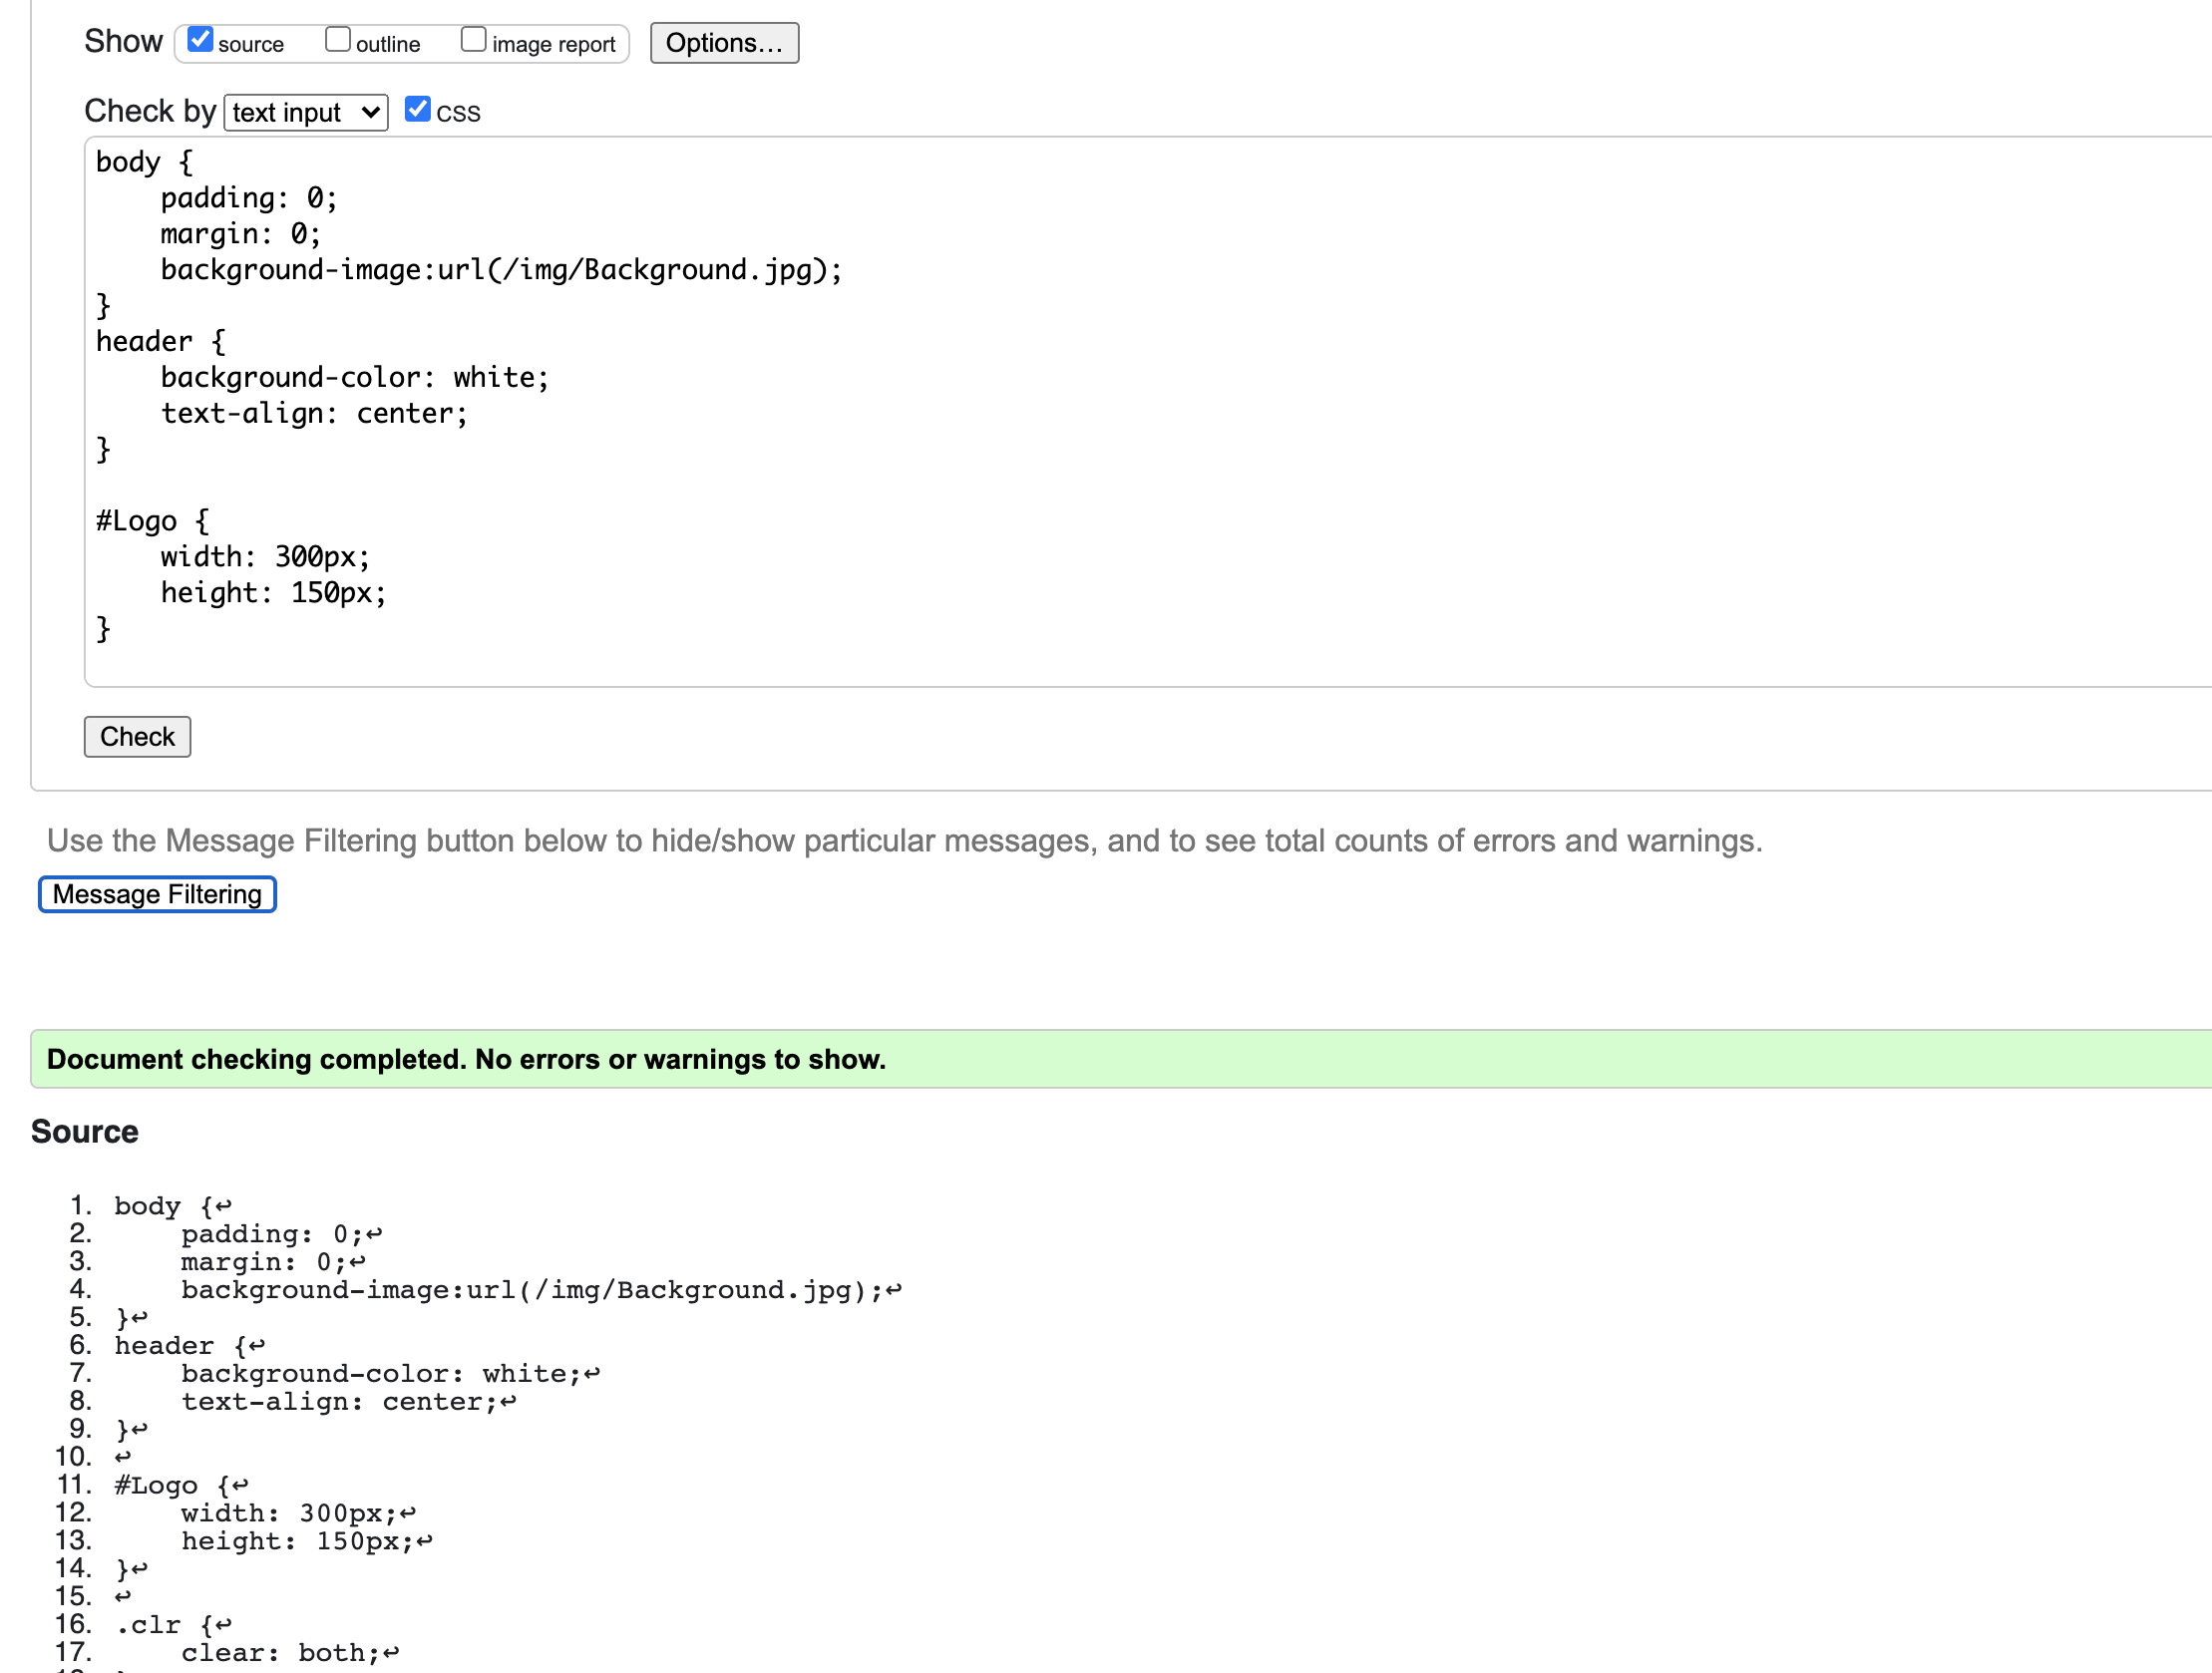 Show source outline image report Options…
Check by text input CSS
body {
    padding: 0;
    margin: 0;
    background-image:url(/img/Background.jpg);
}
header {
    background-color: white;
    text-align: center;
}
#Logo {
    width: 300px;
    height: 150px;
}
Check
Use the Message Filtering button below to hide/show particular messages, and to see total counts of errors and warnings.
Message Filtering
Document checking completed. No errors or warnings to show.
Source
1. body {↩
2.     padding: 0;↩
3.     margin: 0;↩
4.     background-image:url(/img/Background.jpg);↩
5. }↩
6. header {↩
7.     background-color: white;↩
8.     text-align: center;↩
9. }↩
10. ↩
11. #Logo {↩
12.     width: 300px;↩
13.     height: 150px;↩
14. }↩
15. ↩
16. .clr {↩
17.     clear: both;↩